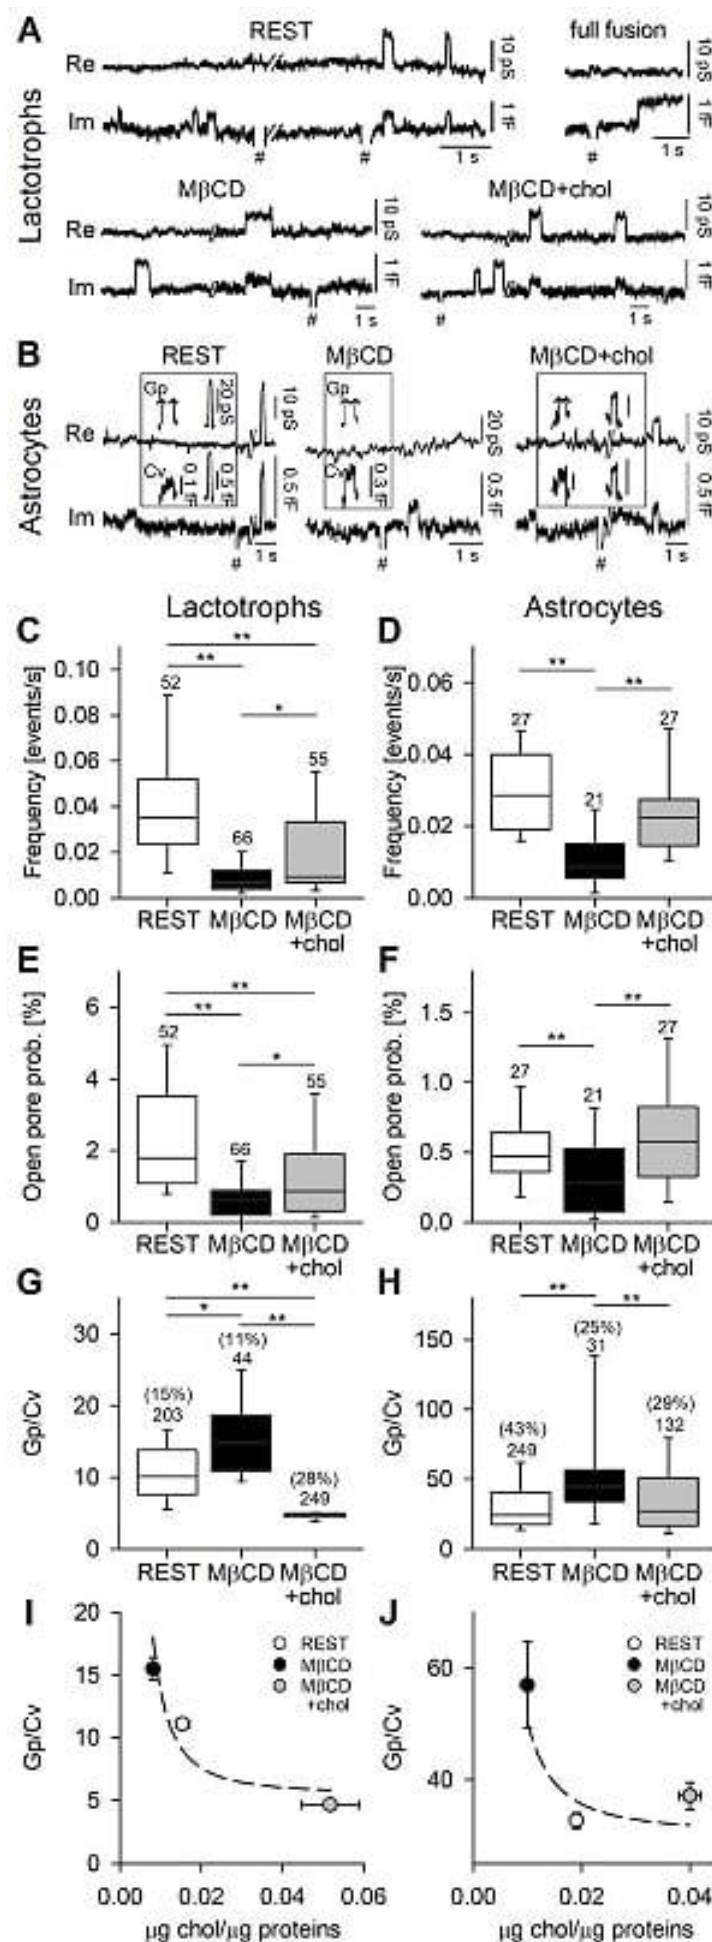 A REST full fusion
Lactotrophs
Re 10 pS 10 pS
Im 1 fF 1 fF
# # 1 s # 1 s
MβCD MβCD+chol
Re 10 pS 10 pS
Im 1 fF 1 fF
# 1 s # 1 s
B REST MβCD MβCD+chol
Astrocytes
Gp 20 pS 10 pS Gp 20 pS 10 pS
Re
Cv 0.1 fF 0.5 fF 0.5 fF Cv 0.3 fF 0.5 fF 0.5 fF
Im
# 1 s # 1 s # 1 s
Lactotrophs Astrocytes
C
Frequency [events/s]
0.10
0.08
0.06
0.04
0.02
0.00
** ** *
52 66 55
REST MβCD MβCD +chol
D
Frequency [events/s]
0.06
0.04
0.02
0.00
** **
27 21 27
REST MβCD MβCD +chol
E
Open pore prob. [%]
6
4
2
0
** ** *
52 66 55
REST MβCD MβCD +chol
F
Open pore prob. [%]
1.5
1.0
0.5
0.0
** **
27 21 27
REST MβCD MβCD +chol
G
Gp/Cv
30
20
10
0
** * **
(15%) 203
(11%) 44
(28%) 249
REST MβCD MβCD +chol
H
Gp/Cv
150
100
50
0
** **
(43%) 249
(25%) 31
(29%) 132
REST MβCD MβCD +chol
I
Gp/Cv
20
15
10
5
0
REST
MβCD
MβCD +chol
0.00 0.02 0.04 0.06
μg chol/μg proteins
J
Gp/Cv
60
40
REST
MβCD
MβCD +chol
0.00 0.02 0.04
μg chol/μg proteins